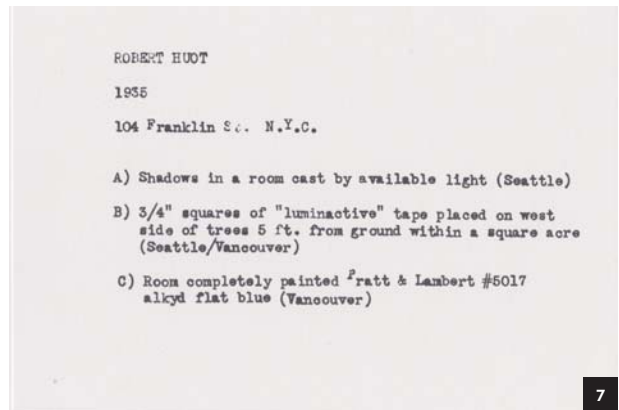 ROBERT HUOT
1935
104 Franklin St. N.Y.C.
A) Shadows in a room cast by available light (Seattle)
B) 3/4" squares of "luminactive" tape placed on west
side of trees 5 ft. from ground within a square acre
(Seattle/Vancouver)
C) Room completely painted Pratt & Lambert #5017
alkyd flat blue (Vancouver)
7